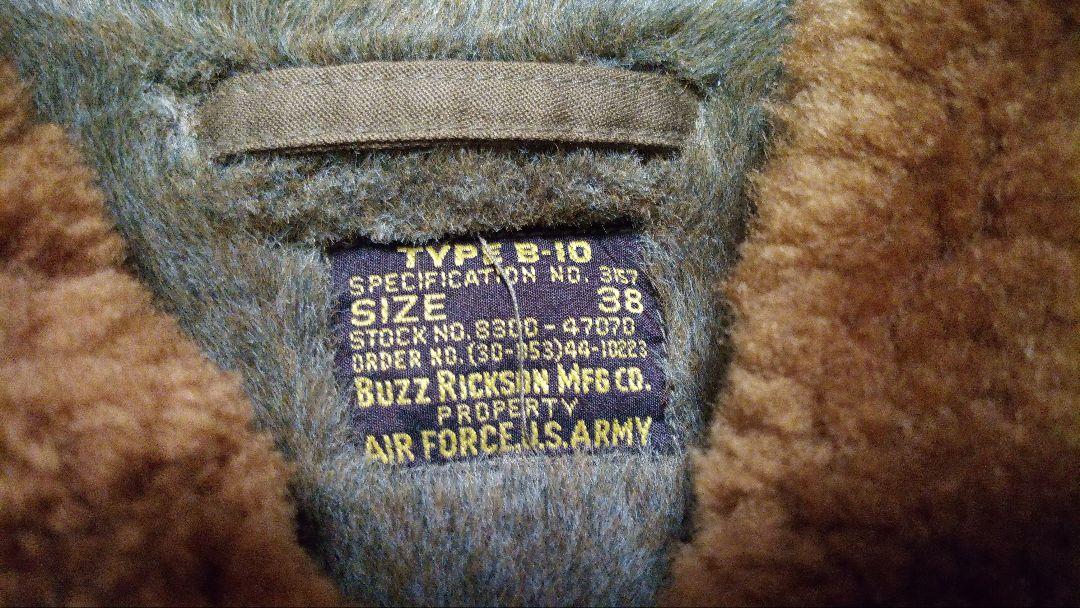 TYPE B-10
SPECIFICATION NO. 3157
SIZE 38
STOCK NO. 8300-47070
ORDER NO. (30-053)44-10223
BUZZ RICKSON MFG CO.
PROPERTY
AIR FORCE, U.S. ARMY